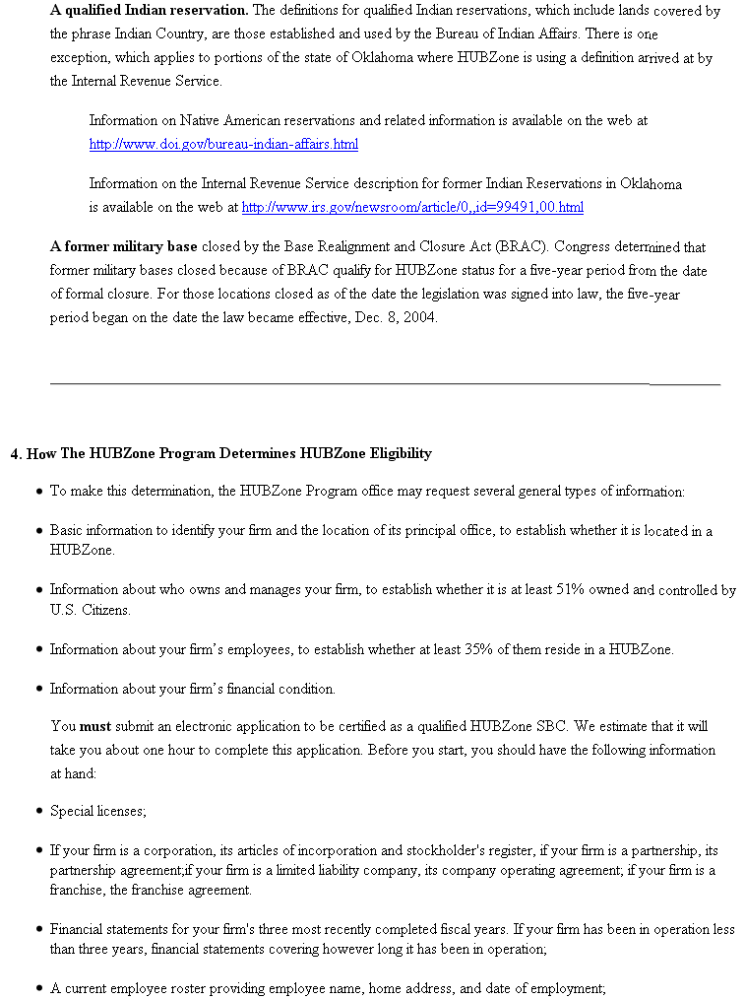 A qualified Indian reservation. The definitions for qualified Indian reservations, which include lands covered by
the phrase Indian Country, are those established and used by the Bureau of Indian Affairs. There is one
exception, which applies to portions of the state of Oklahoma where HUBZone is using a definition arrived at by
the Internal Revenue Service.
Information on Native American reservations and related information is available on the web at
http://www.doi.gov/bureau-indian-affairs.html
Information on the Internal Revenue Service description for former Indian Reservations in Oklahoma
is available on the web at http://www.irs.gov/newsroom/article/0,,id=99491,00.html
A former military base closed by the Base Realignment and Closure Act (BRAC). Congress determined that
former military bases closed because of BRAC qualify for HUBZone status for a five-year period from the date
of formal closure. For those locations closed as of the date the legislation was signed into law, the five-year
period began on the date the law became effective, Dec. 8, 2004.
4. How The HUBZone Program Determines HUBZone Eligibility
• To make this determination, the HUBZone Program office may request several general types of information:
• Basic information to identify your firm and the location of its principal office, to establish whether it is located in a
HUBZone.
• Information about who owns and manages your firm, to establish whether it is at least 51% owned and controlled by
U.S. Citizens.
• Information about your firm's employees, to establish whether at least 35% of them reside in a HUBZone.
• Information about your firm's financial condition.
You must submit an electronic application to be certified as a qualified HUBZone SBC. We estimate that it will
take you about one hour to complete this application. Before you start, you should have the following information
at hand:
• Special licenses;
• If your firm is a corporation, its articles of incorporation and stockholder's register, if your firm is a partnership, its
partnership agreement;if your firm is a limited liability company, its company operating agreement; if your firm is a
franchise, the franchise agreement.
• Financial statements for your firm's three most recently completed fiscal years. If your firm has been in operation less
than three years, financial statements covering however long it has been in operation;
• A current employee roster providing employee name, home address, and date of employment;